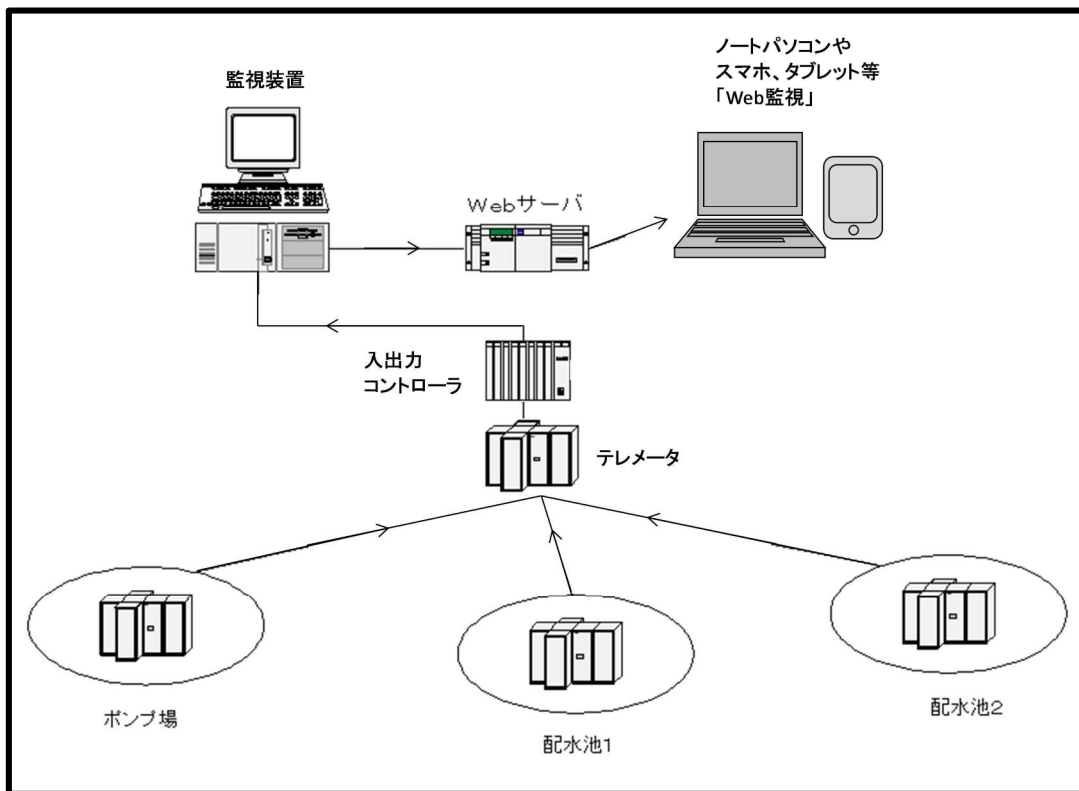 ノートパソコンや
スマホ、タブレット等
「Web監視」
監視装置
Webサーバ
入出力
コントローラ
テレメータ
ポンプ場
配水池1
配水池2